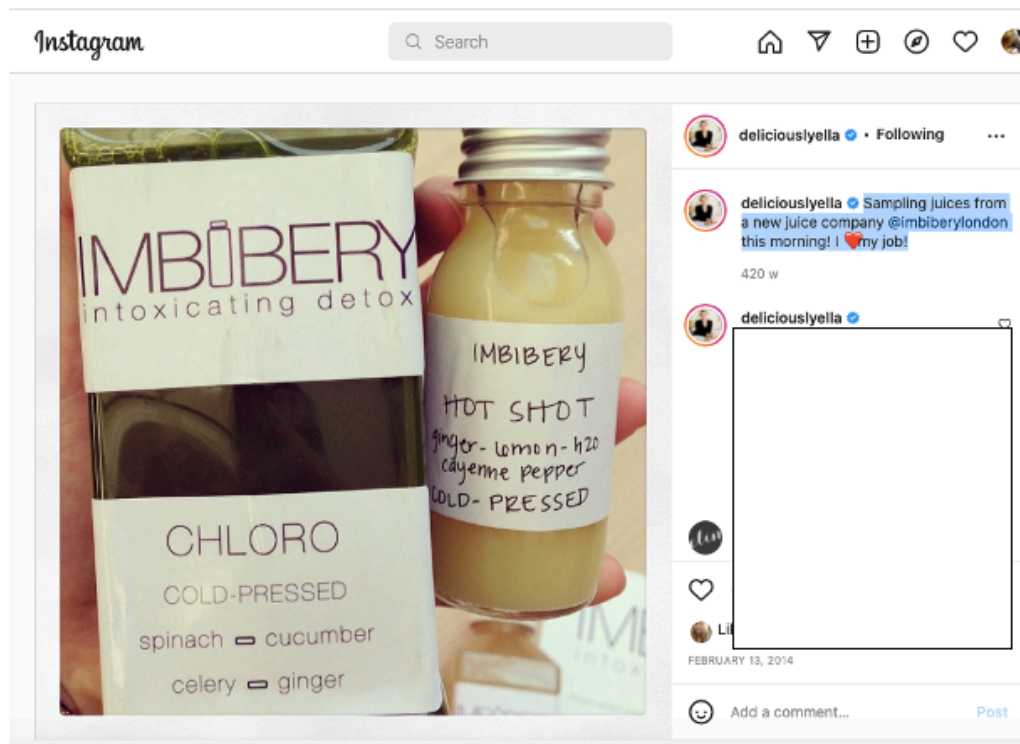 Instagram
Search
IMBIBERY
intoxicating detox
CHLORO
COLD-PRESSED
spinach cucumber
celery ginger
IMBIBERY
HOT SHOT
ginger-lemon-h20
cayenne pepper
COLD-PRESSED
deliciouslyella • Following
deliciouslyella Sampling juices from
a new juice company @imbiberylondon
this morning! I ❤️my job!
420 w
deliciouslyella
FEBRUARY 13, 2014
Add a comment...
Post